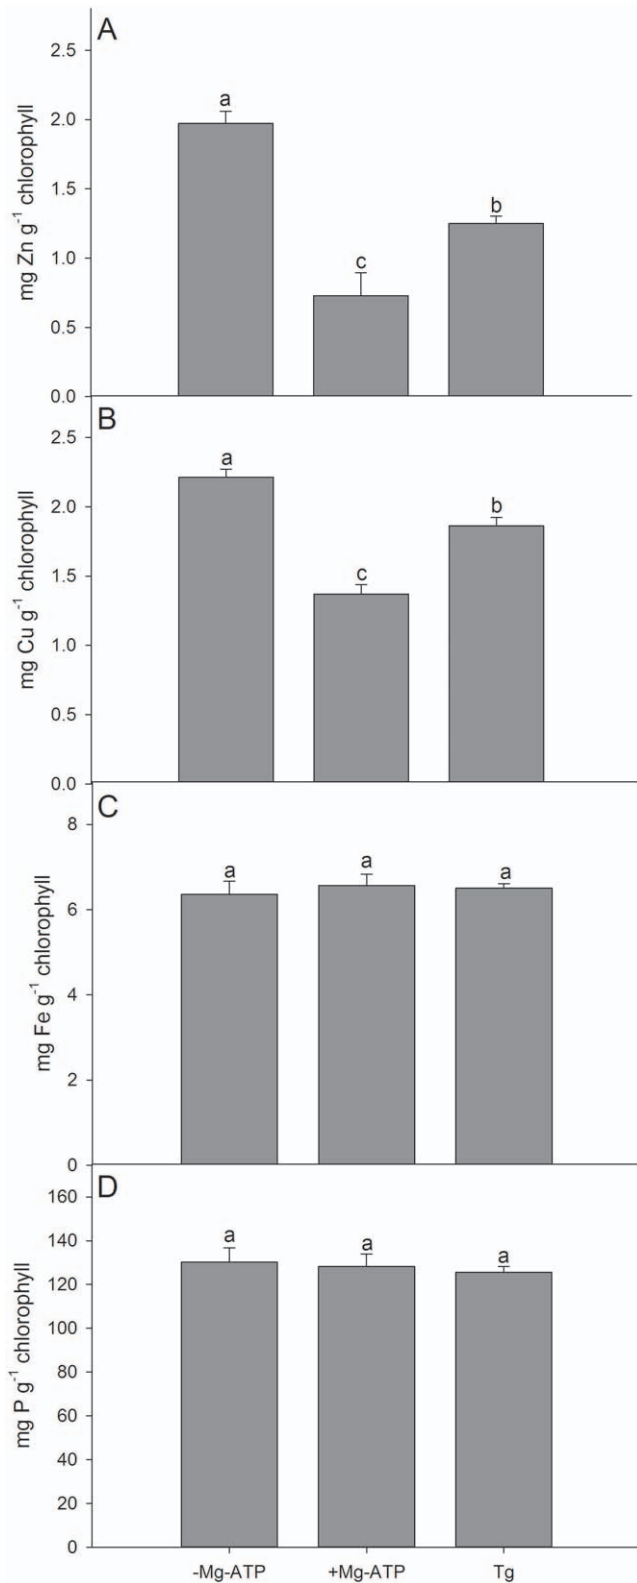 A
mg Zn g-1 chlorophyll
2.5
2.0
1.5
1.0
0.5
0.0
a
c
b
B
mg Cu g-1 chlorophyll
2.5
2.0
1.5
1.0
0.5
0.0
a
c
b
C
mg Fe g-1 chlorophyll
8
6
4
2
0
a
a
a
D
mg P g-1 chlorophyll
160
140
120
100
80
60
40
20
0
a
a
a
-Mg-ATP +Mg-ATP Tg